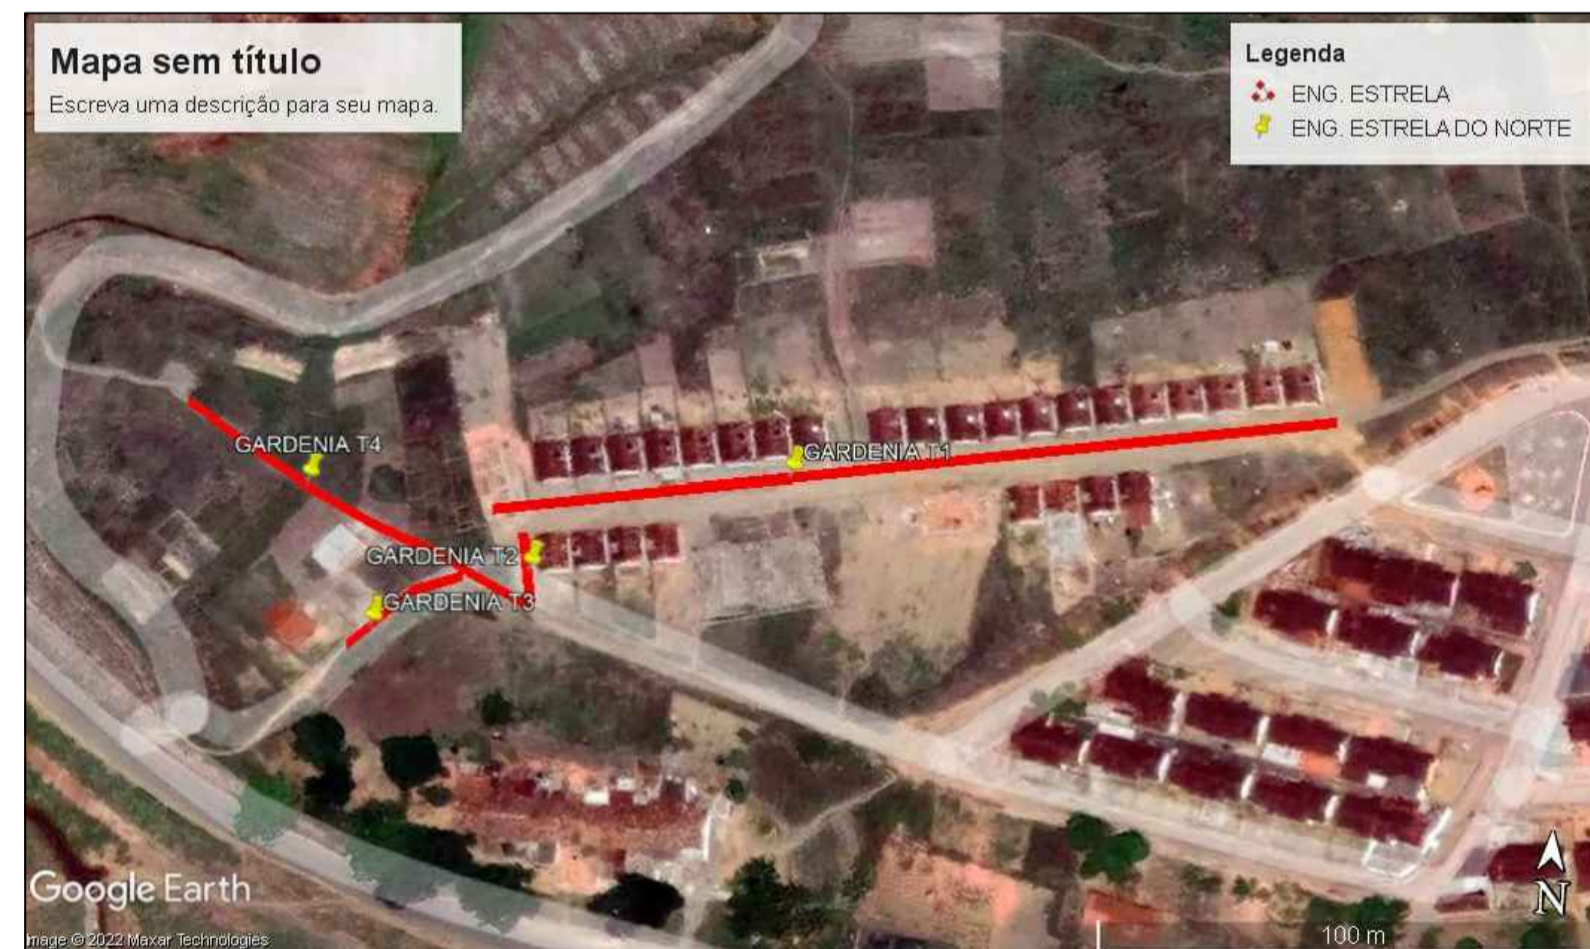 Mapa sem título
Escreva uma descrição para seu mapa.
Legenda
ENG. ESTRELA
ENG. ESTRELA DO NORTE
GARDENIA T4
GARDENIA T1
GARDENIA T2
GARDENIA T3
Google Earth
N
Image © 2022 Maxar Technologies
100 m